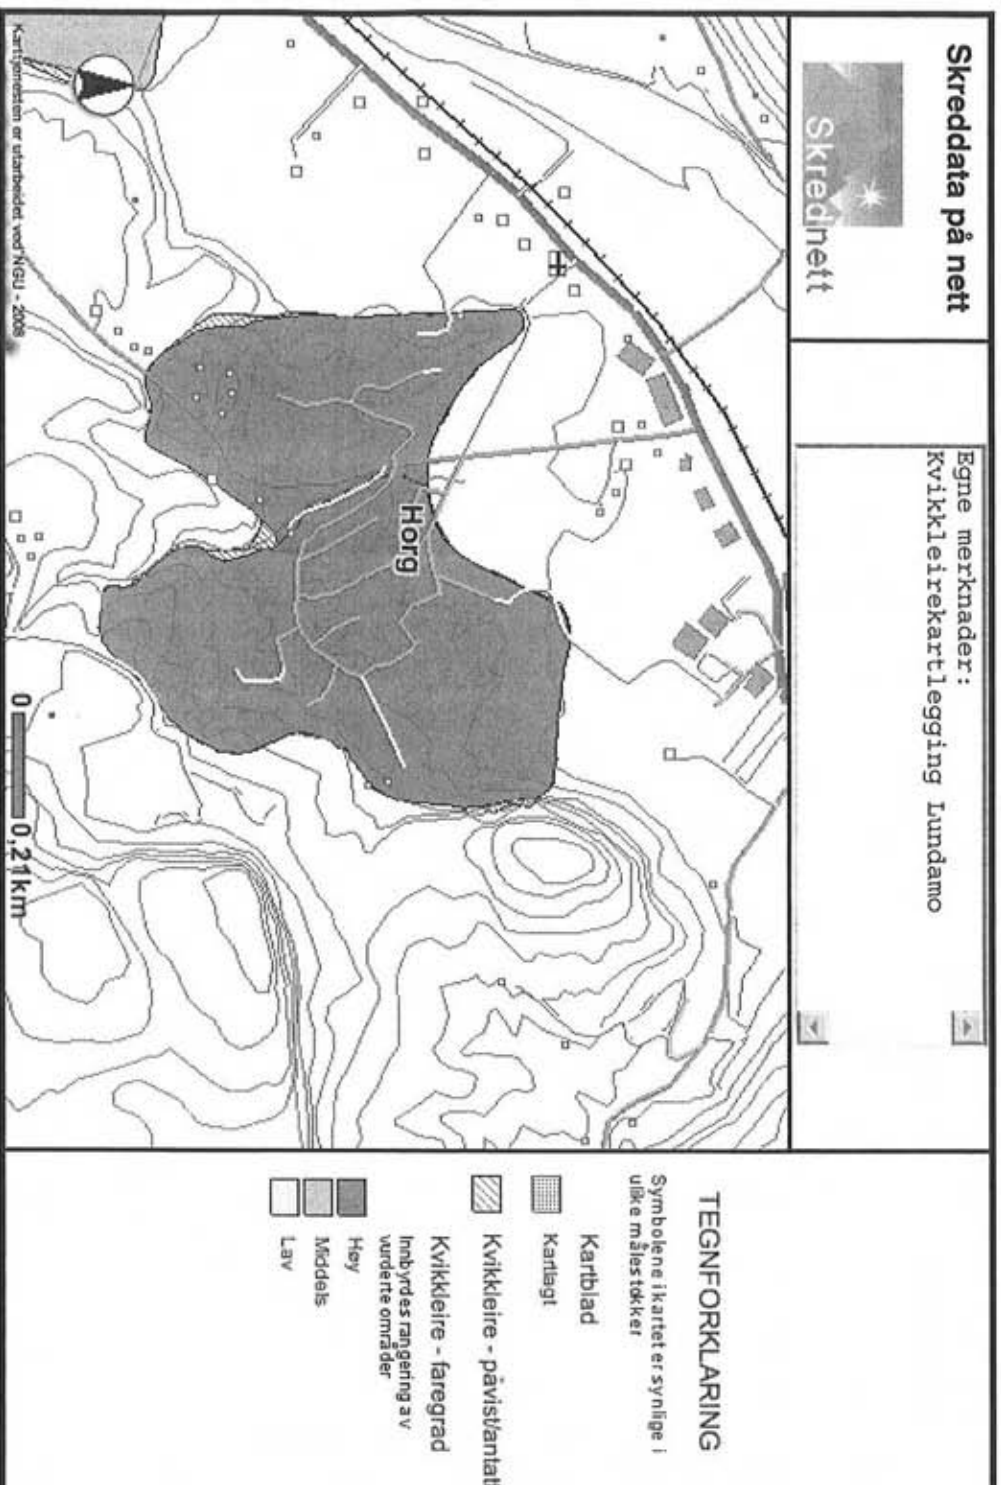 Skreddata på nett
Skrednett
Egne merknader:
Kvikkleirekartlegging Lundamo
Horg
0 0,21km
Karttjenesten er utarbeidet ved NGU - 2008
TEGNFORKLARING
Symbolene i kartet er synlige i
ulike målestokker
Kartblad
Kartlagt
Kvikkleire - påvist/antatt
Kvikkleire - faregrad
Innbyrdes rangering av
vurderte områder
Høy
Middels
Lav